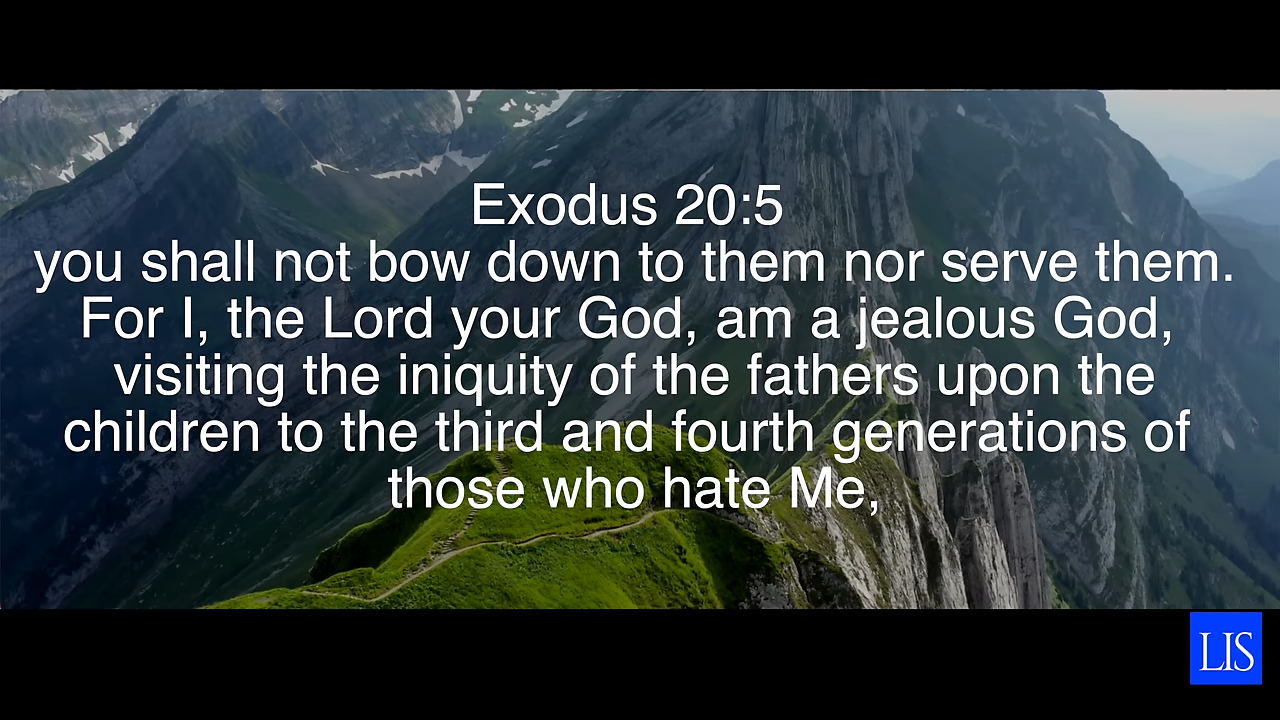 Exodus 20:5
you shall not bow down to them nor serve them.
For I, the Lord your God, am a jealous God,
visiting the iniquity of the fathers upon the
children to the third and fourth generations of
those who hate Me,
LIS